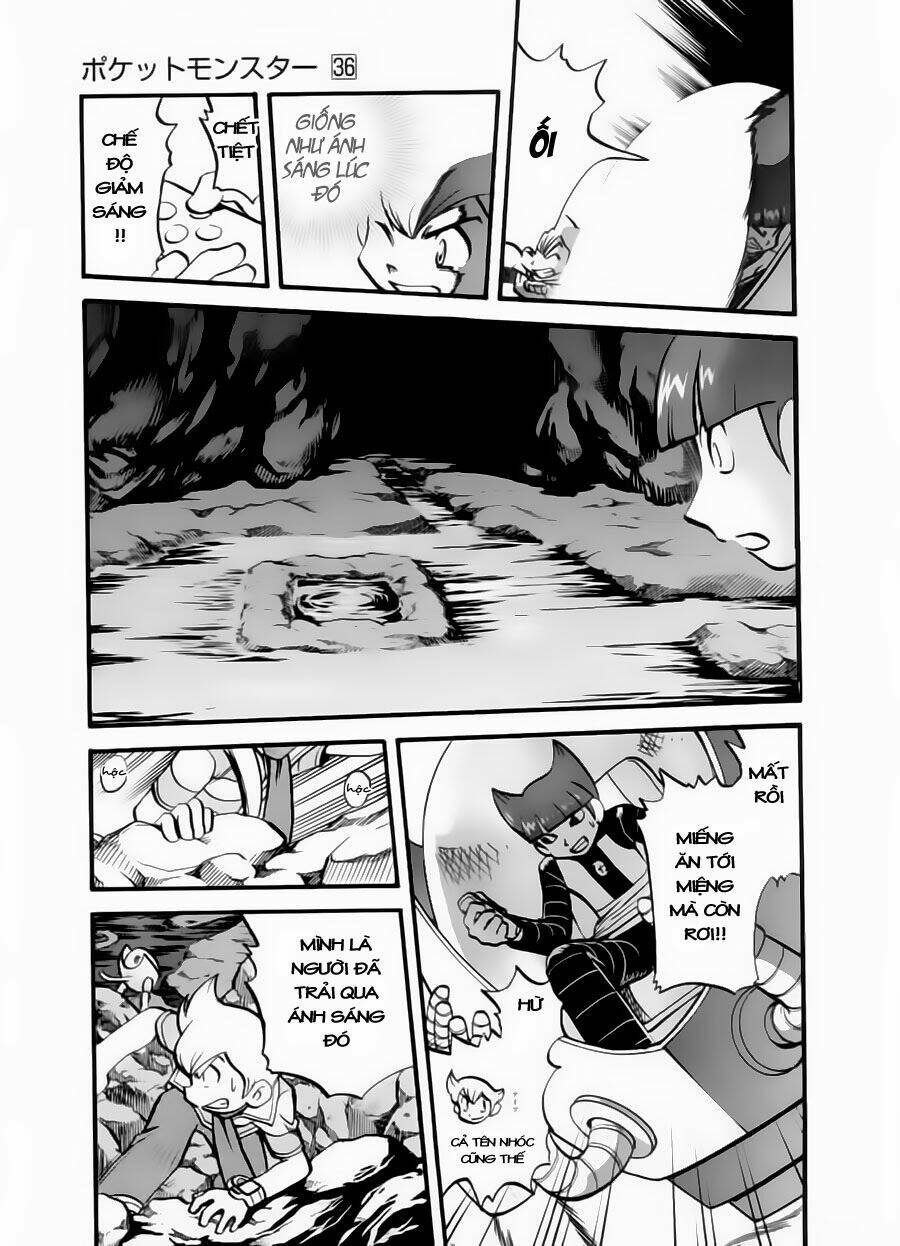 ポケットモンスター 36
ỐI
GIỐNG
NHƯ ÁNH
SÁNG LÚC
ĐÓ
CHẾT
TIỆT
CHẾ
ĐỘ
GIẢM
SÁNG
!!
MẤT
RỒI
MIẾNG
ĂN TỚI
MIỆNG
MÀ CÒN
RƠI!!
HỪ
CẢ TÊN NHÓC
CŨNG THẾ
hộc
hộc
MÌNH LÀ
NGƯỜI ĐÃ
TRẢI QUA
ÁNH SÁNG
ĐÓ